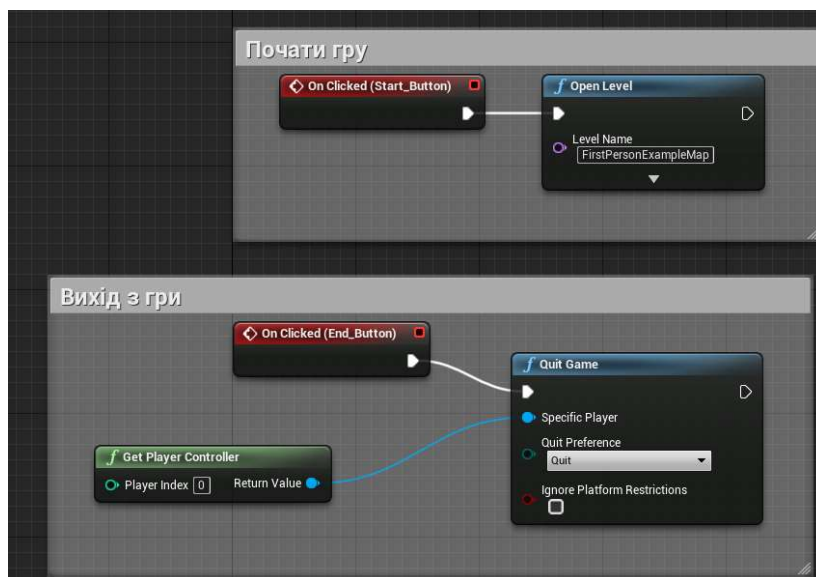 Почати гру
On Clicked (Start_Button)
f Open Level
Level Name
FirstPersonExampleMap
Вихід з гри
On Clicked (End_Button)
f Quit Game
Specific Player
Quit Preference
Quit
Ignore Platform Restrictions
f Get Player Controller
Player Index 0 Return Value